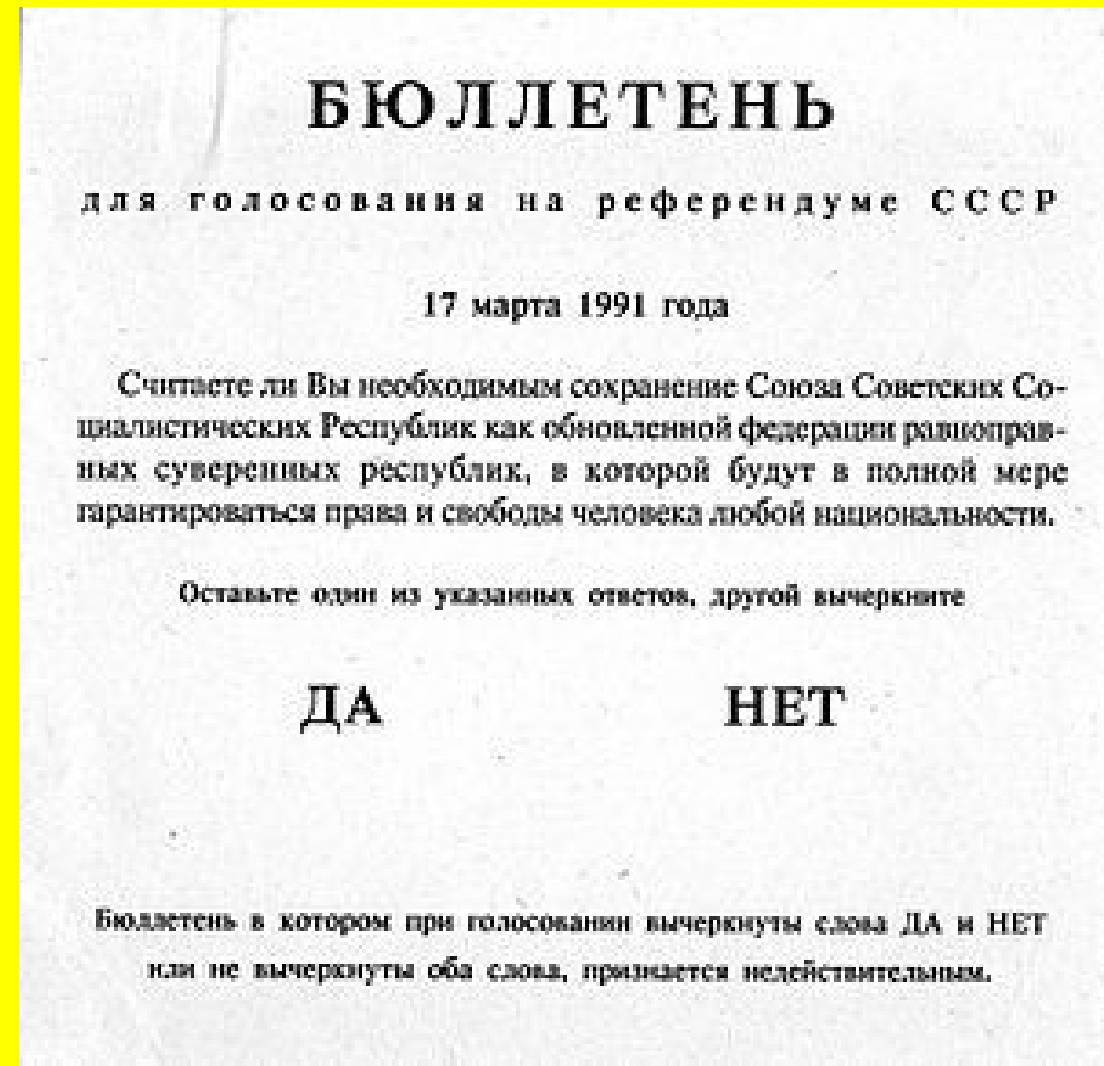 БЮЛЛЕТЕНЬ
для голосования на референдуме СССР
17 марта 1991 года
Считаете ли Вы необходимым сохранение Союза Советских Со-
циалистических Республик как обновленной федерации равноправ-
ных суверенных республик, в которой будут в полной мере
гарантироваться права и свободы человека любой национальности.
Оставьте один из указанных ответов, другой вычеркните
ДА НЕТ
Бюллетень в котором при голосовании вычеркнуты слова ДА и НЕТ
или не вычеркнуты оба слова, признается недействительным.